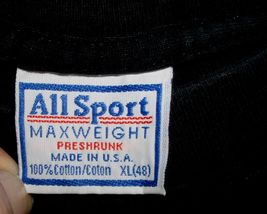 All Sport
MAXWEIGHT
PRESHRUNK
MADE IN U.S.A.
100% Cotton/Coton XL(48)